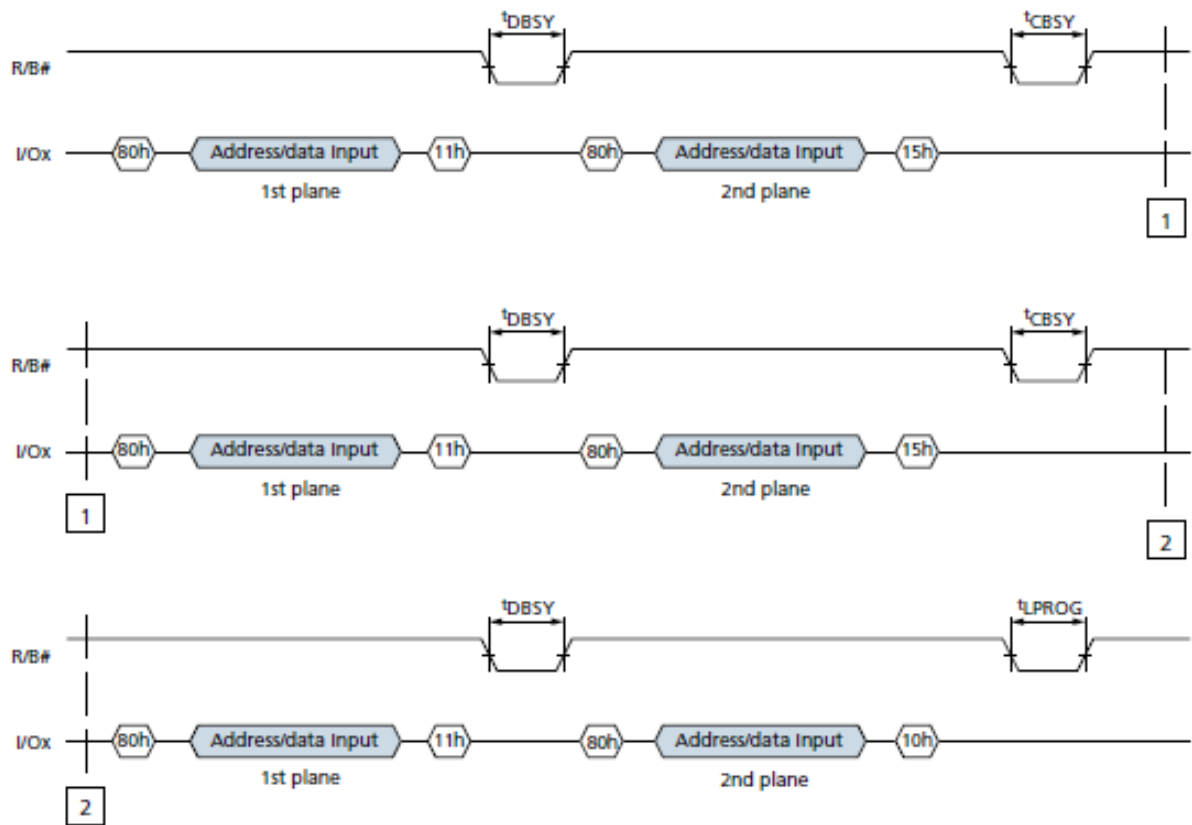 tDBSY tCBSY
R/B#
I/Ox 80h Address/data Input 11h 80h Address/data Input 15h
1st plane 2nd plane
1
tDBSY tCBSY
R/B#
I/Ox 80h Address/data Input 11h 80h Address/data Input 15h
1st plane 2nd plane
1
2
tDBSY tLPROG
R/B#
I/Ox 80h Address/data Input 11h 80h Address/data Input 10h
1st plane 2nd plane
2